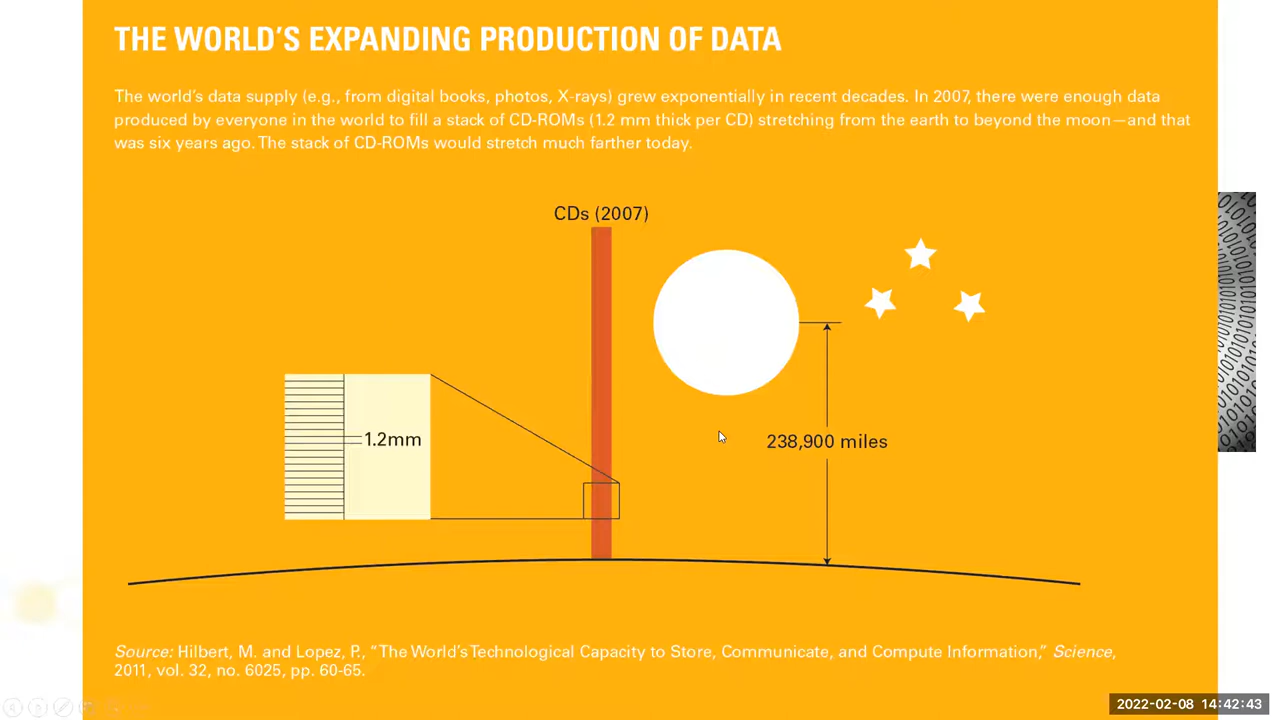 THE WORLD'S EXPANDING PRODUCTION OF DATA
The world's data supply (e.g., from digital books, photos, X-rays) grew exponentially in recent decades. In 2007, there were enough data
produced by everyone in the world to fill a stack of CD-ROMs (1.2 mm thick per CD) stretching from the earth to beyond the moon—and that
was six years ago. The stack of CD-ROMs would stretch much farther today.
CDs (2007)
1.2mm
238,900 miles
Source: Hilbert, M. and Lopez, P., “The World's Technological Capacity to Store, Communicate, and Compute Information,” Science,
2011, vol. 32, no. 6025, pp. 60-65.
2022-02-08 14:42:43